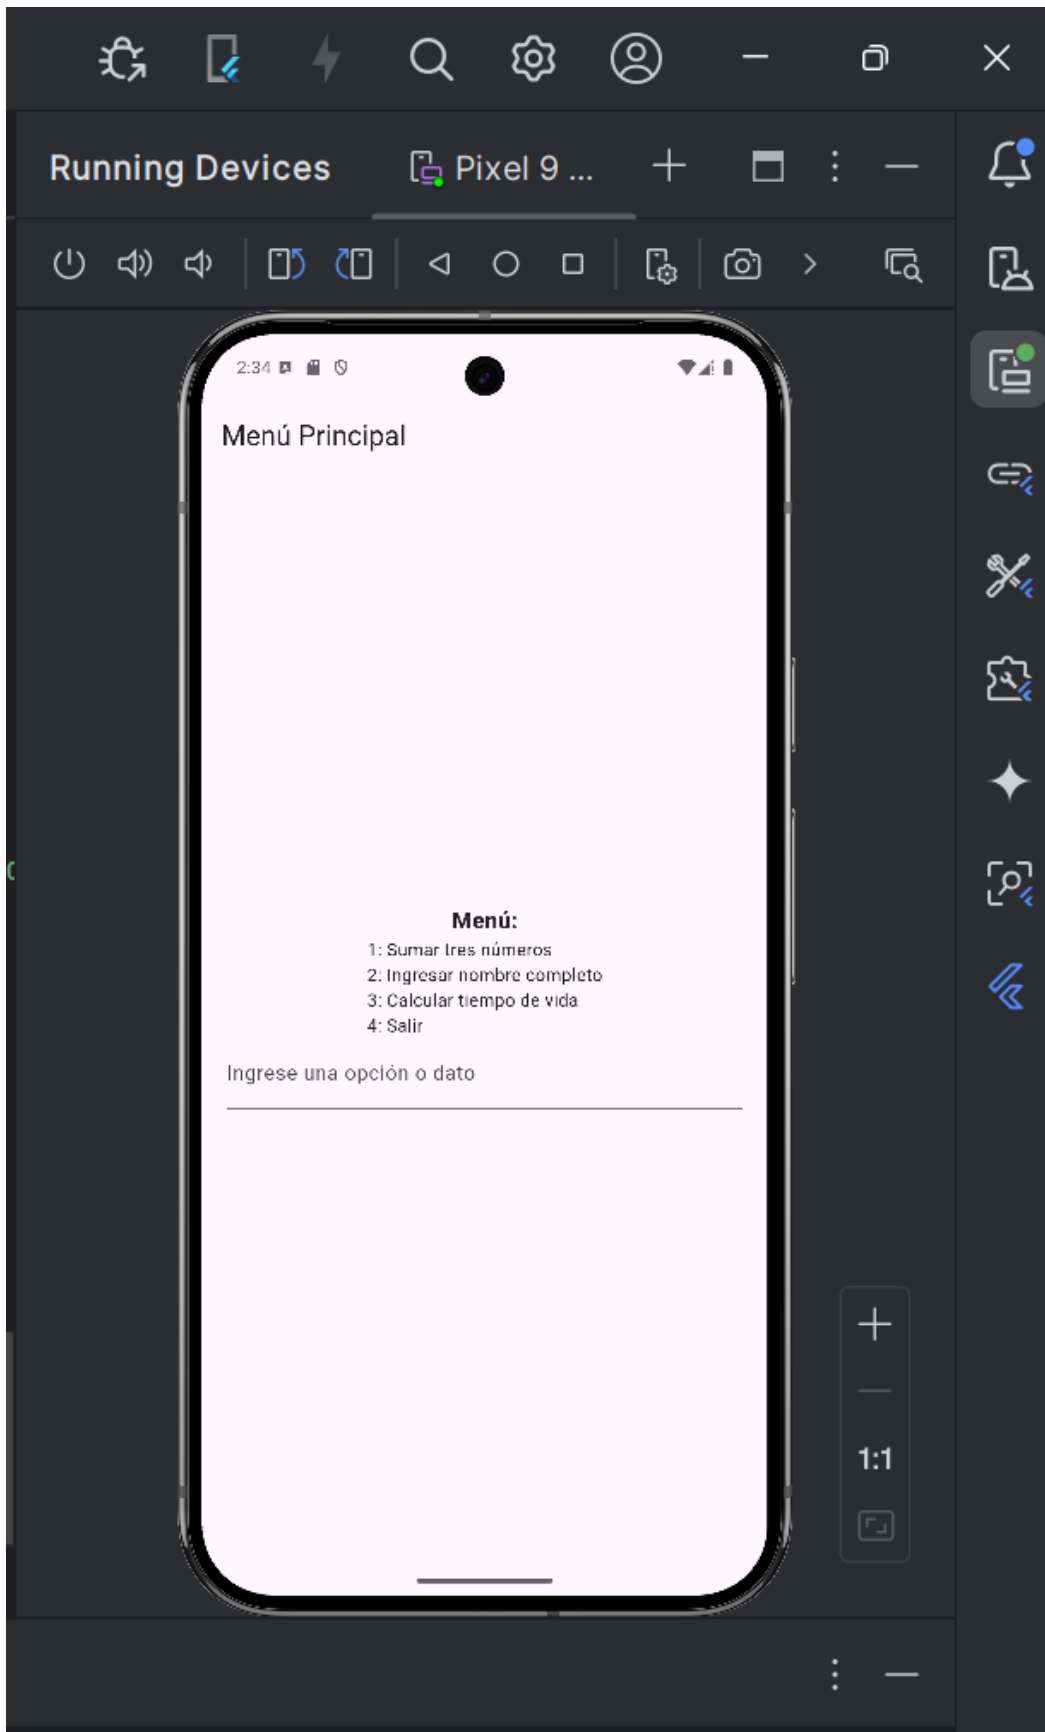 Running Devices
Pixel 9 ...
2:34
Menú Principal
Menú:
1: Sumar tres números
2: Ingresar nombre completo
3: Calcular tiempo de vida
4: Salir
Ingrese una opción o dato
1:1